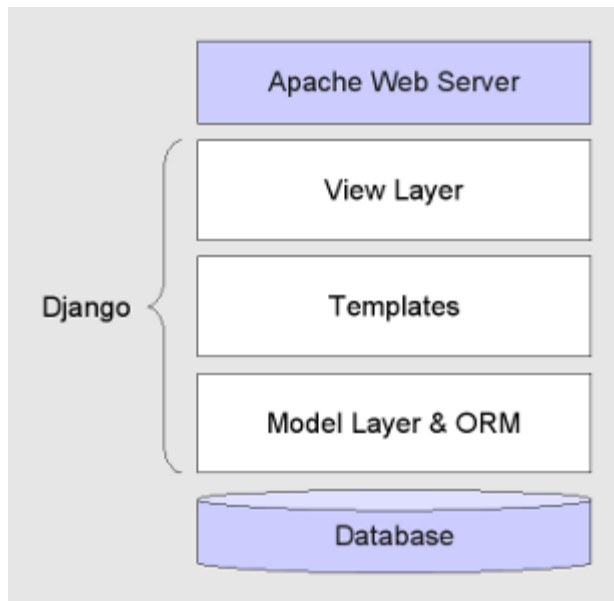 Apache Web Server
View Layer
Django
Templates
Model Layer & ORM
Database